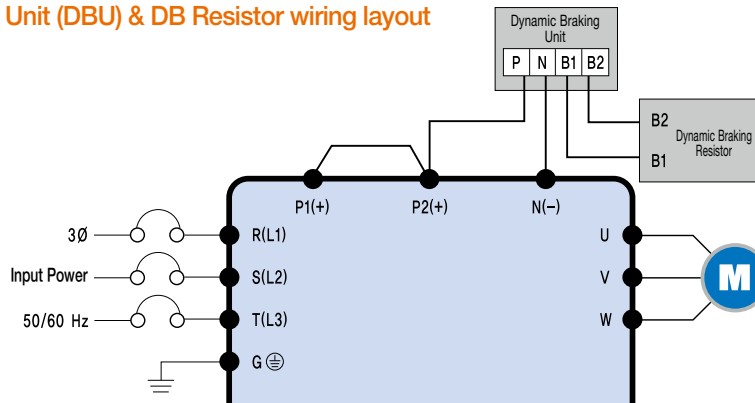 Unit (DBU) & DB Resistor wiring layout
Dynamic Braking
Unit
P N B1 B2
B2
Dynamic Braking
Resistor
B1
P1(+) P2(+) N(−)
3Ø R(L1) U
Input Power S(L2) V M
50/60 Hz T(L3) W
G